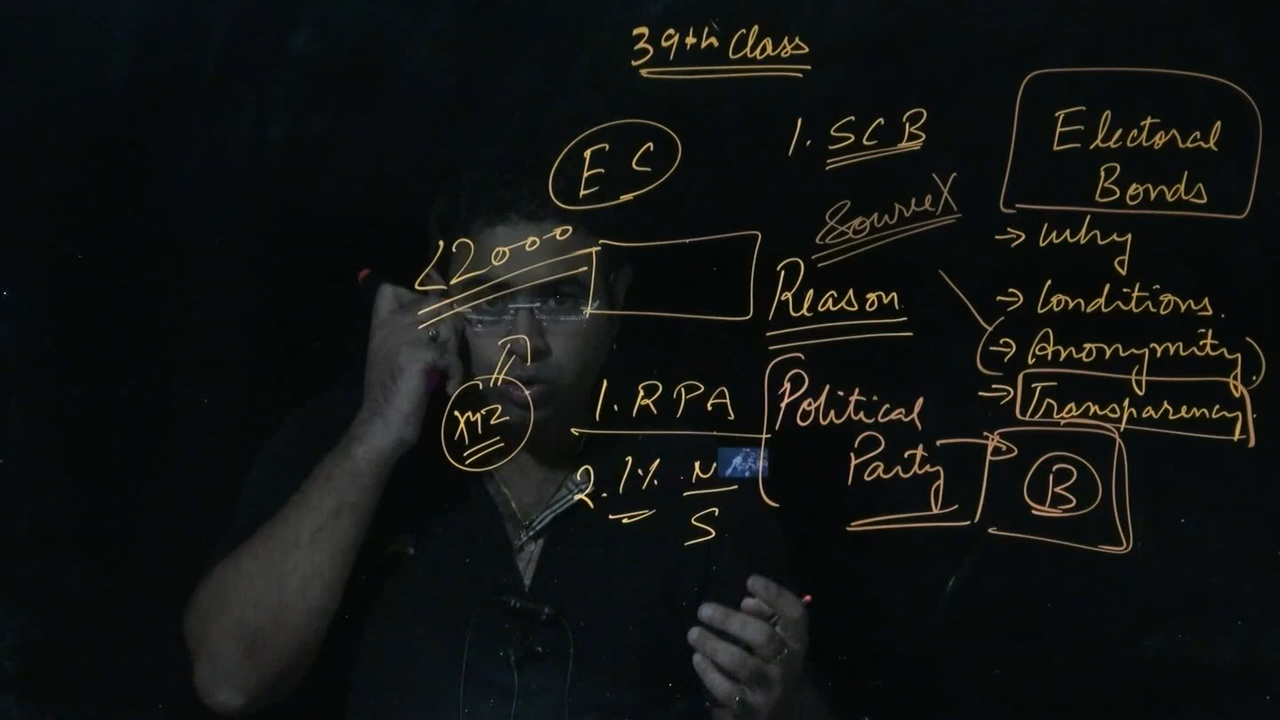 39th Class
Electoral
Bonds
→ Why
→ Conditions.
(→ Anonymity)
→ Transparency.
1. SCB
Source X
Reason
EC
<2000
xyz
1. RPA
2. 1% N
S
Political
Party
B